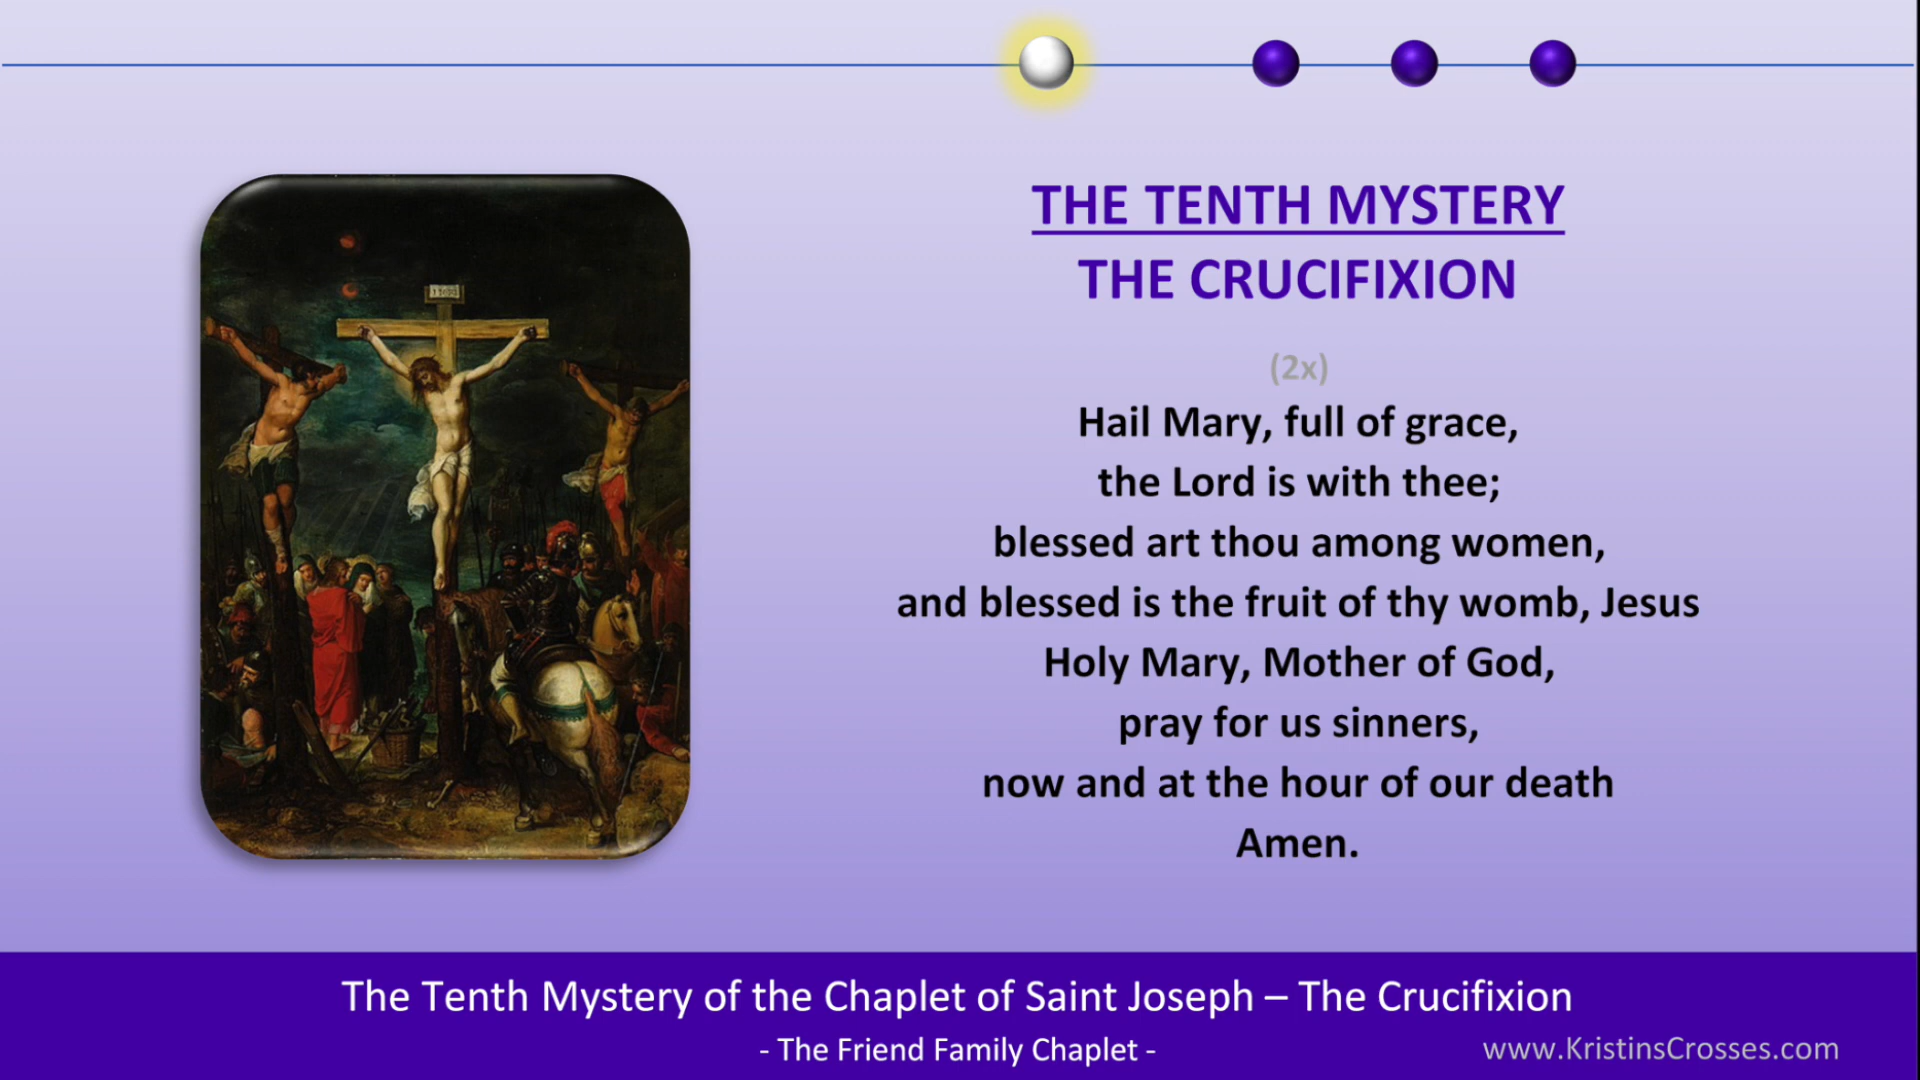 THE TENTH MYSTERY
THE CRUCIFIXION
(2x)
Hail Mary, full of grace,
the Lord is with thee;
blessed art thou among women,
and blessed is the fruit of thy womb, Jesus
Holy Mary, Mother of God,
pray for us sinners,
now and at the hour of our death
Amen.
The Tenth Mystery of the Chaplet of Saint Joseph – The Crucifixion
- The Friend Family Chaplet -
www.KristinsCrosses.com